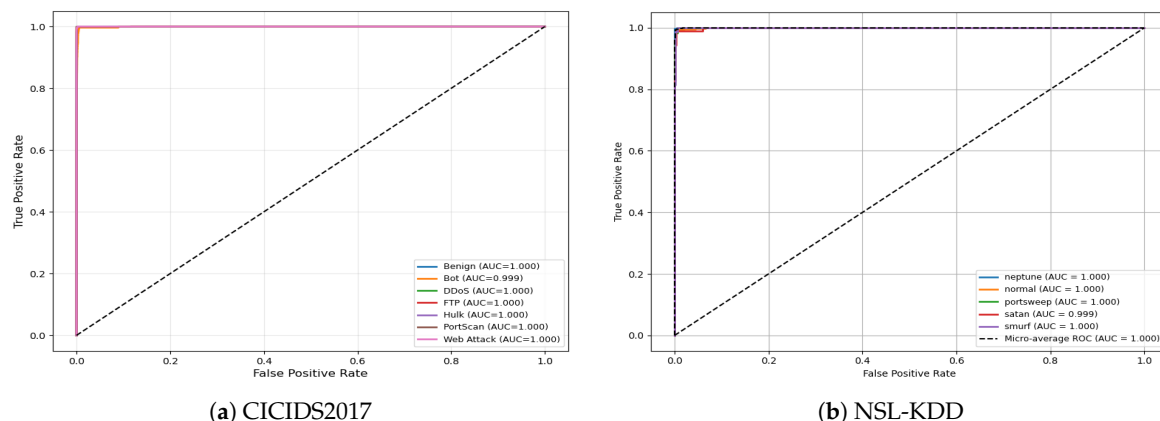 1.0
0.8
0.6
0.4
0.2
0.0
True Positive Rate
0.0 0.2 0.4 0.6 0.8 1.0
False Positive Rate
Benign (AUC=1.000)
Bot (AUC=0.999)
DDoS (AUC=1.000)
FTP (AUC=1.000)
Hulk (AUC=1.000)
PortScan (AUC=1.000)
Web Attack (AUC=1.000)
(a) CICIDS2017
1.0
0.8
0.6
0.4
0.2
0.0
True Positive Rate
0.0 0.2 0.4 0.6 0.8 1.0
False Positive Rate
neptune (AUC = 1.000)
normal (AUC = 1.000)
portsweep (AUC = 1.000)
satan (AUC = 0.999)
smurf (AUC = 1.000)
Micro-average ROC (AUC = 1.000)
(b) NSL-KDD